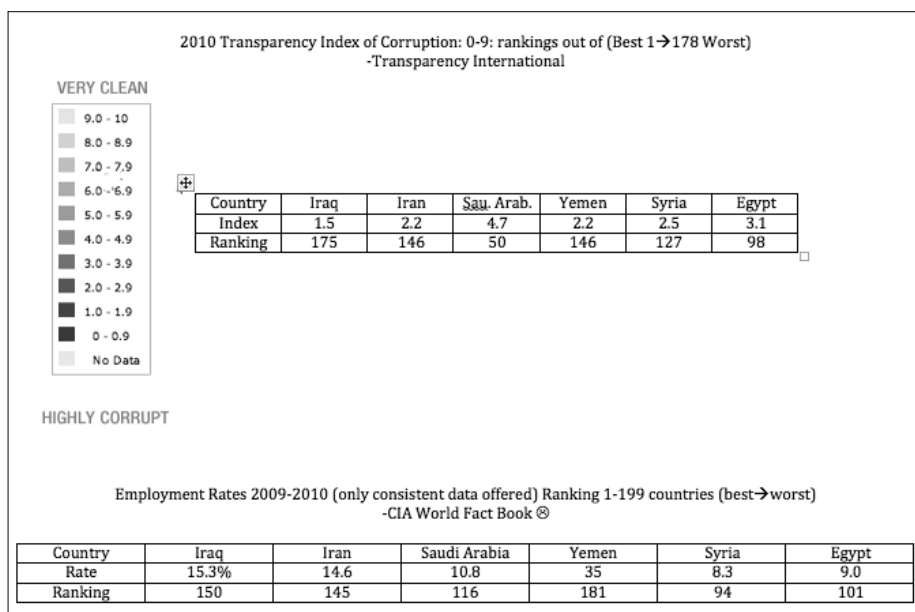 2010 Transparency Index of Corruption: 0-9: rankings out of (Best 1→178 Worst)
-Transparency International
VERY CLEAN
9.0 - 10
8.0 - 8.9
7.0 - 7.9
6.0 - 6.9
5.0 - 5.9
4.0 - 4.9
3.0 - 3.9
2.0 - 2.9
1.0 - 1.9
0 - 0.9
No Data
HIGHLY CORRUPT
Country Iraq Iran Sau. Arab. Yemen Syria Egypt
Index 1.5 2.2 4.7 2.2 2.5 3.1
Ranking 175 146 50 146 127 98
Employment Rates 2009-2010 (only consistent data offered) Ranking 1-199 countries (best→worst)
-CIA World Fact Book ☹
Country Iraq Iran Saudi Arabia Yemen Syria Egypt
Rate 15.3% 14.6 10.8 35 8.3 9.0
Ranking 150 145 116 181 94 101